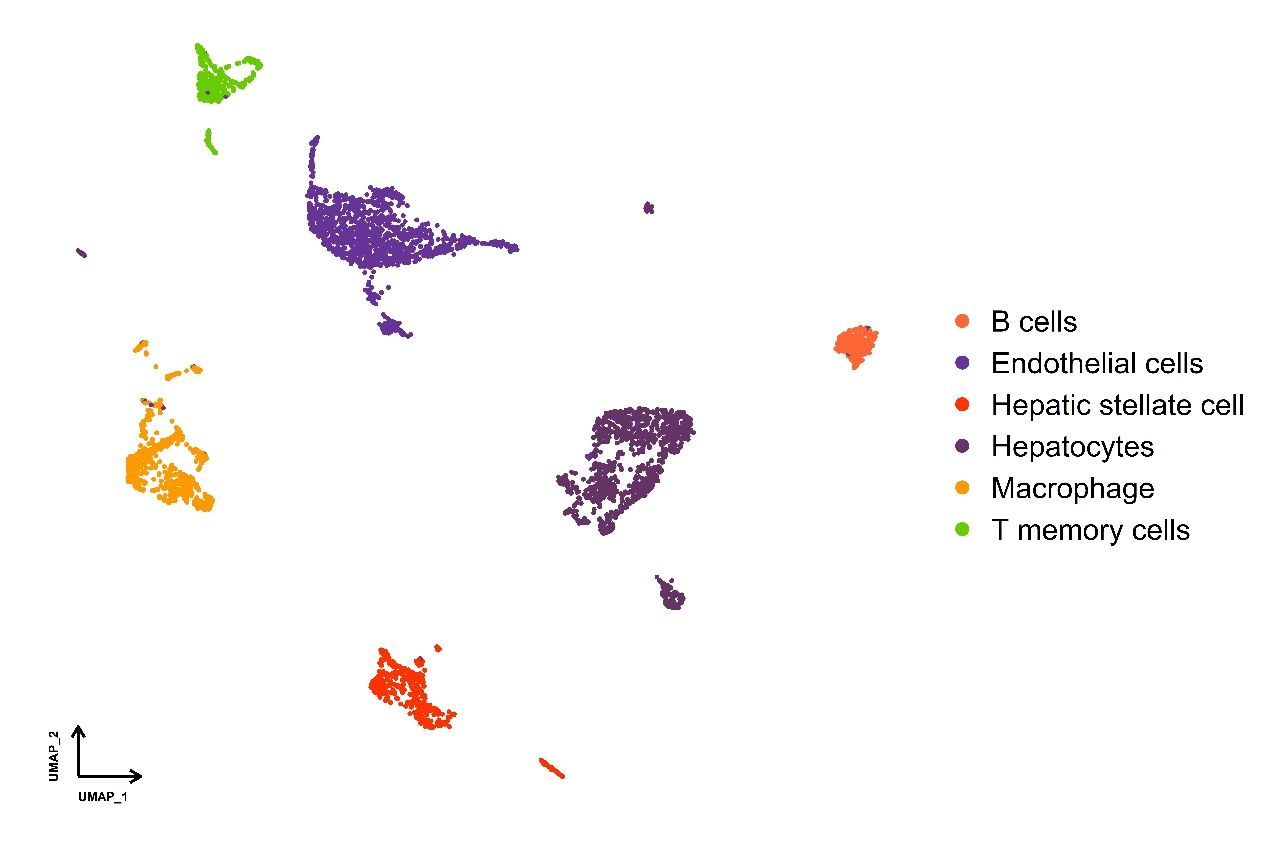 B cells
Endothelial cells
Hepatic stellate cell
Hepatocytes
Macrophage
T memory cells
UMAP_2
UMAP_1